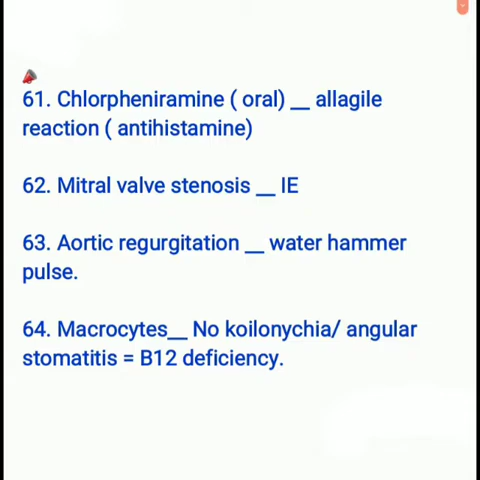 61. Chlorpheniramine ( oral) __ allagile
reaction ( antihistamine)
62. Mitral valve stenosis __ IE
63. Aortic regurgitation __ water hammer
pulse.
64. Macrocytes__ No koilonychia/ angular
stomatitis = B12 deficiency.